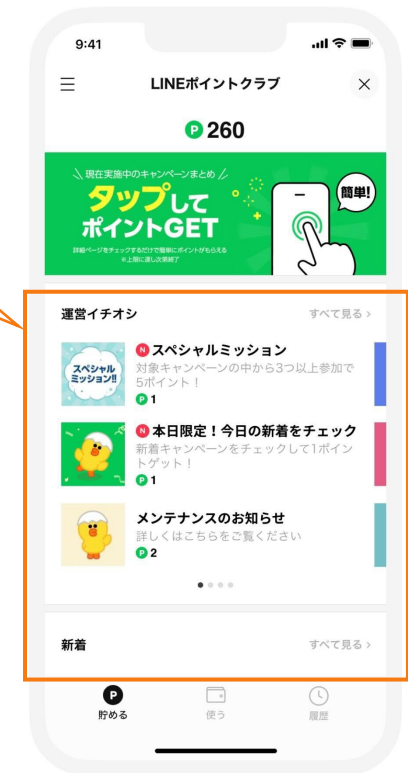 9:41
LINEポイントクラブ
P 260
現在実施中のキャンペーンまとめ
タップして
ポイントGET
簡単!
詳細ページをチェックするだけで簡単にポイントがもらえる
※上限に達し次第終了
運営イチオシ
すべて見る >
スペシャル
ミッション!!
N スペシャルミッション
対象キャンペーンの中から3つ以上参加で
5ポイント！
P 1
N 本日限定！今日の新着をチェック
新着キャンペーンをチェックして1ポイン
トゲット！
P 1
メンテナンスのお知らせ
詳しくはこちらをご覧ください
P 2
新着
すべて見る >
P
貯める
使う
履歴